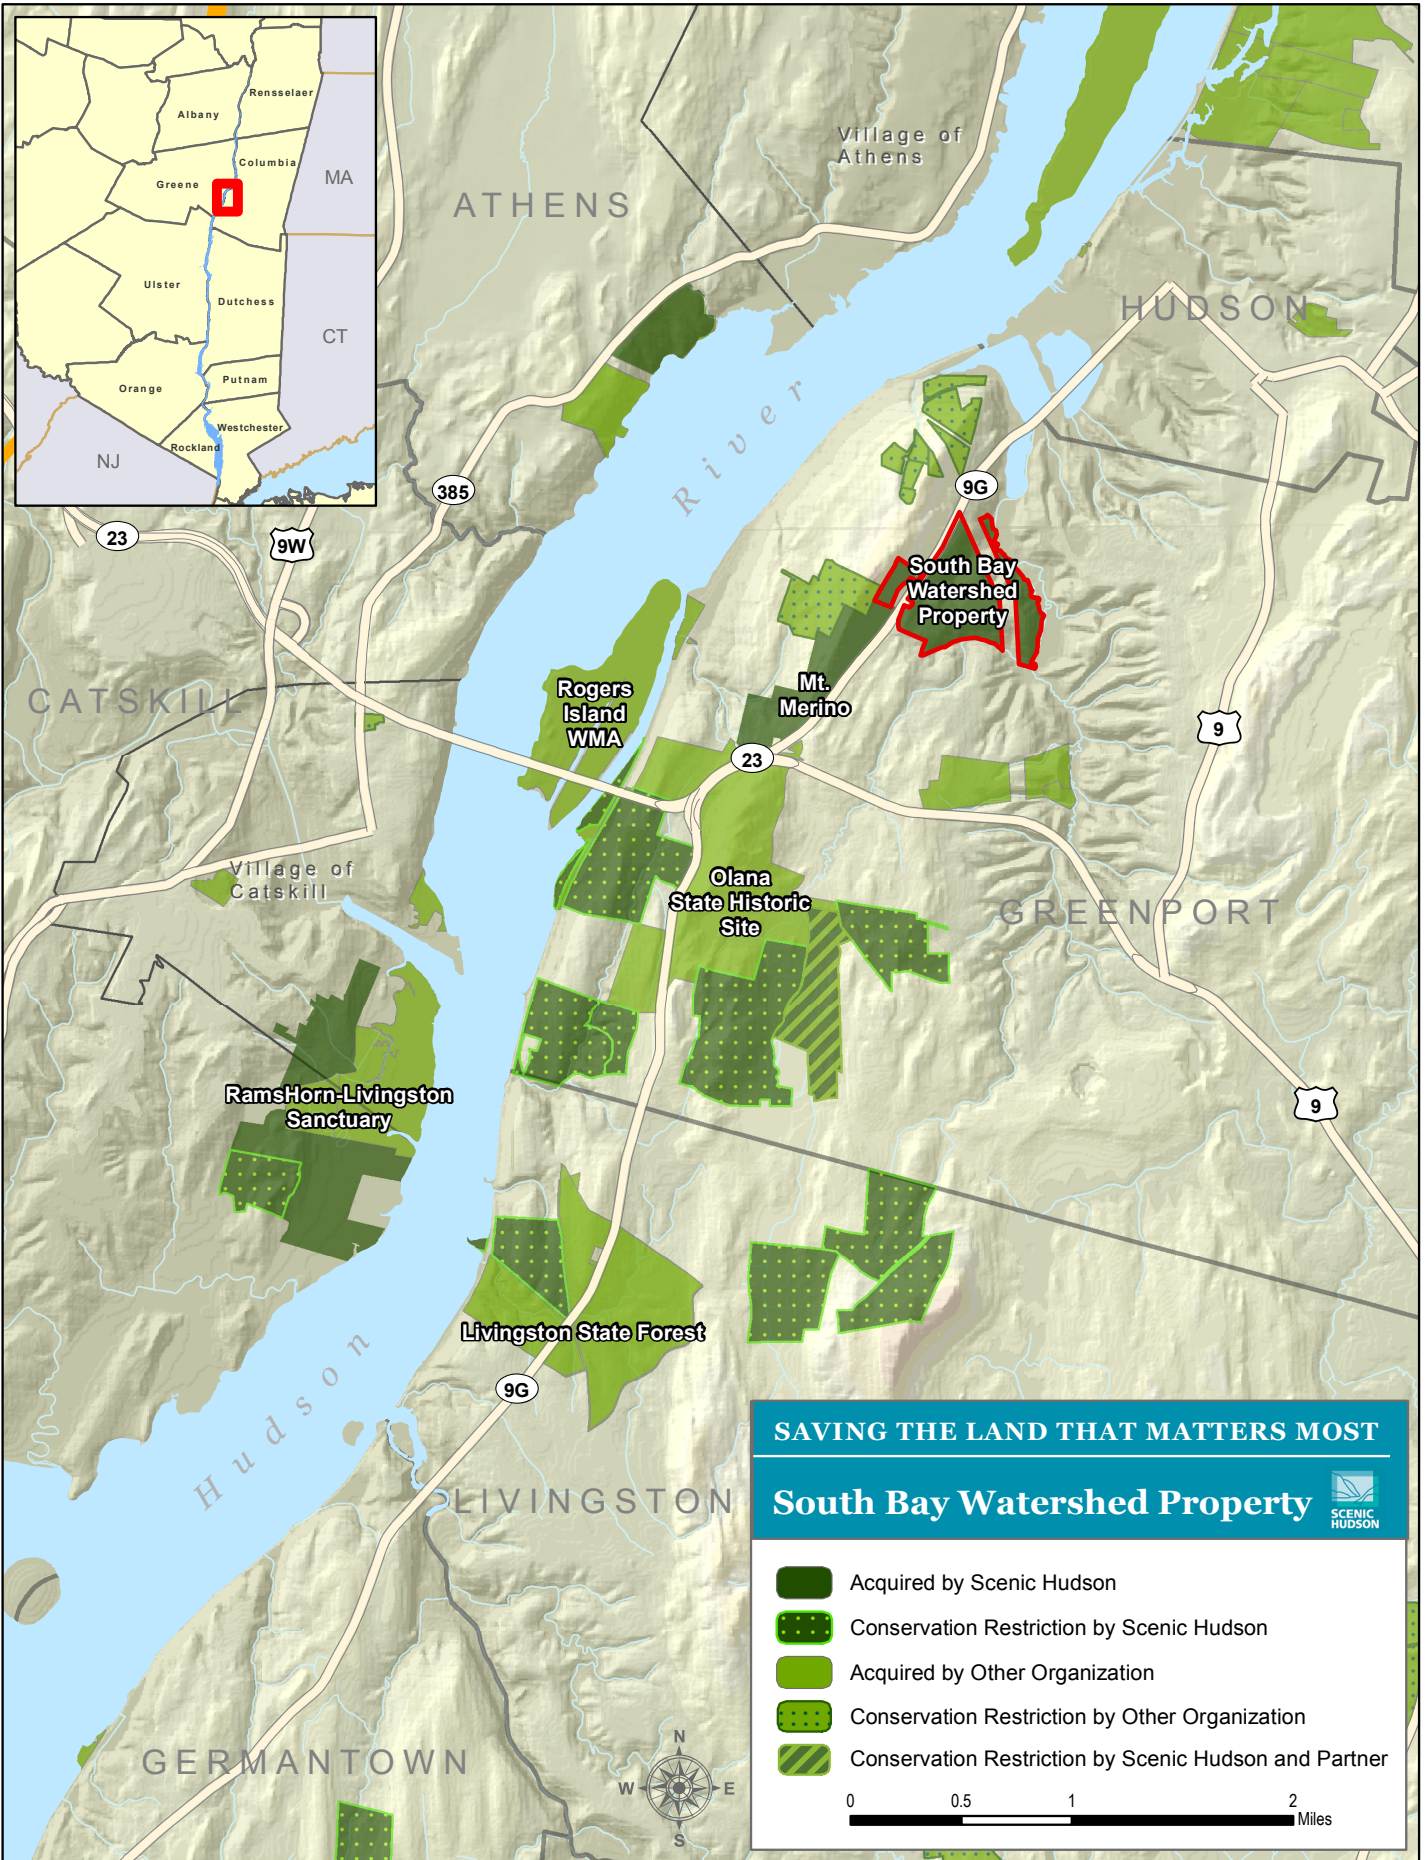 Rensselaer
Albany
Columbia
Greene
MA
Ulster
Dutchess
CT
Orange
Putnam
Westchester
Rockland
NJ
Village of
Athens
ATHENS
HUDSON
River
385
9G
23
9W
South Bay
Watershed
Property
Rogers
Island
WMA
Mt.
Merino
CATSKILL
9
23
Village of
Catskill
Olana
State Historic
Site
GREENPORT
RamsHorn-Livingston
Sanctuary
9
Livingston State Forest
Hudson
9G
LIVINGSTON
GERMANTOWN
N
W
E
S
SAVING THE LAND THAT MATTERS MOST
South Bay Watershed Property
SCENIC
HUDSON
Acquired by Scenic Hudson
Conservation Restriction by Scenic Hudson
Acquired by Other Organization
Conservation Restriction by Other Organization
Conservation Restriction by Scenic Hudson and Partner
0 0.5 1 2
Miles